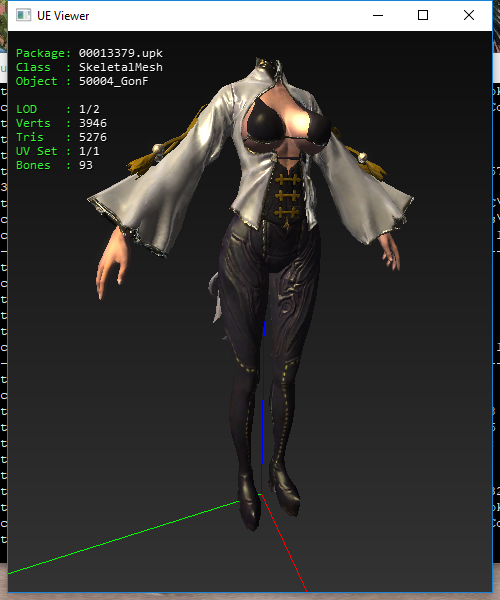 UE Viewer
Package: 00013379.upk
Class : SkeletalMesh
Object : 50004_GonF
LOD : 1/2
Verts : 3946
Tris : 5276
UV Set : 1/1
Bones : 93